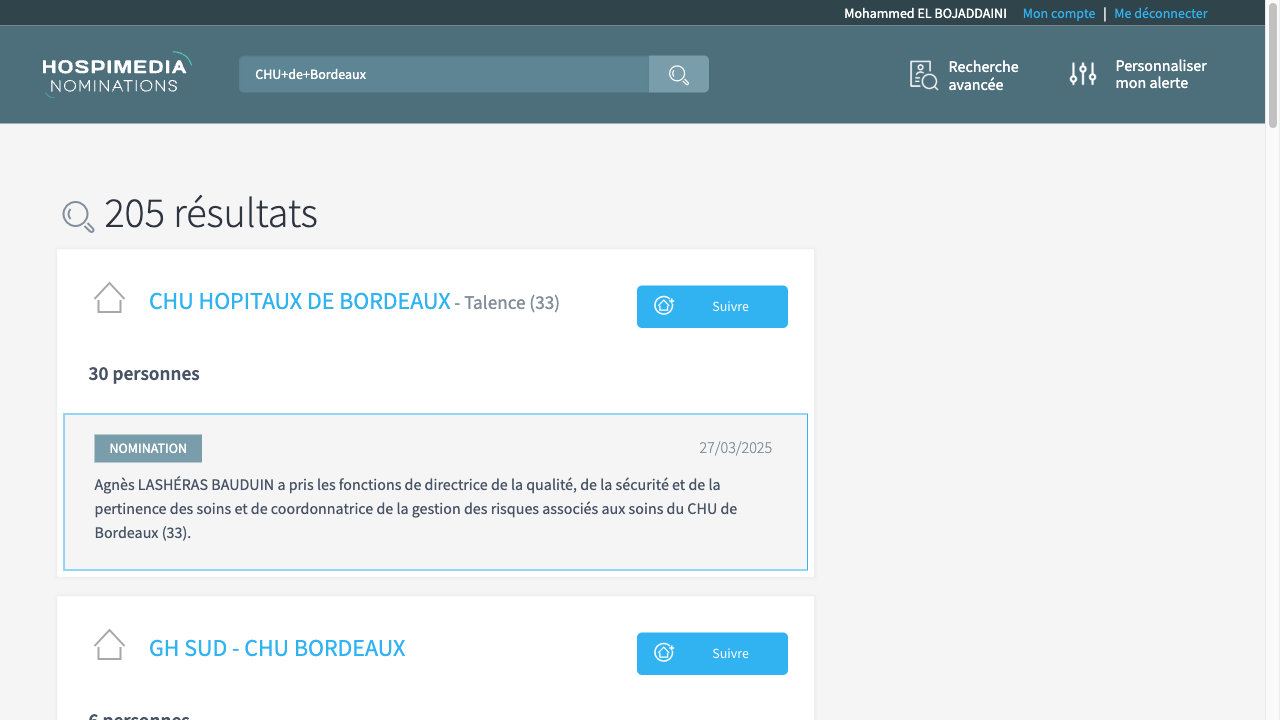 Mohammed EL BOJADDAINI Mon compte | Me déconnecter
HOSPIMEDIA
NOMINATIONS
CHU+de+Bordeaux
Recherche
avancée
Personnaliser
mon alerte
205 résultats
CHU HOPITAUX DE BORDEAUX - Talence (33)
Suivre
30 personnes
NOMINATION
27/03/2025
Agnès LASHÉRAS BAUDUIN a pris les fonctions de directrice de la qualité, de la sécurité et de la
pertinence des soins et de coordonnatrice de la gestion des risques associés aux soins du CHU de
Bordeaux (33).
GH SUD - CHU BORDEAUX
Suivre
6 personnes